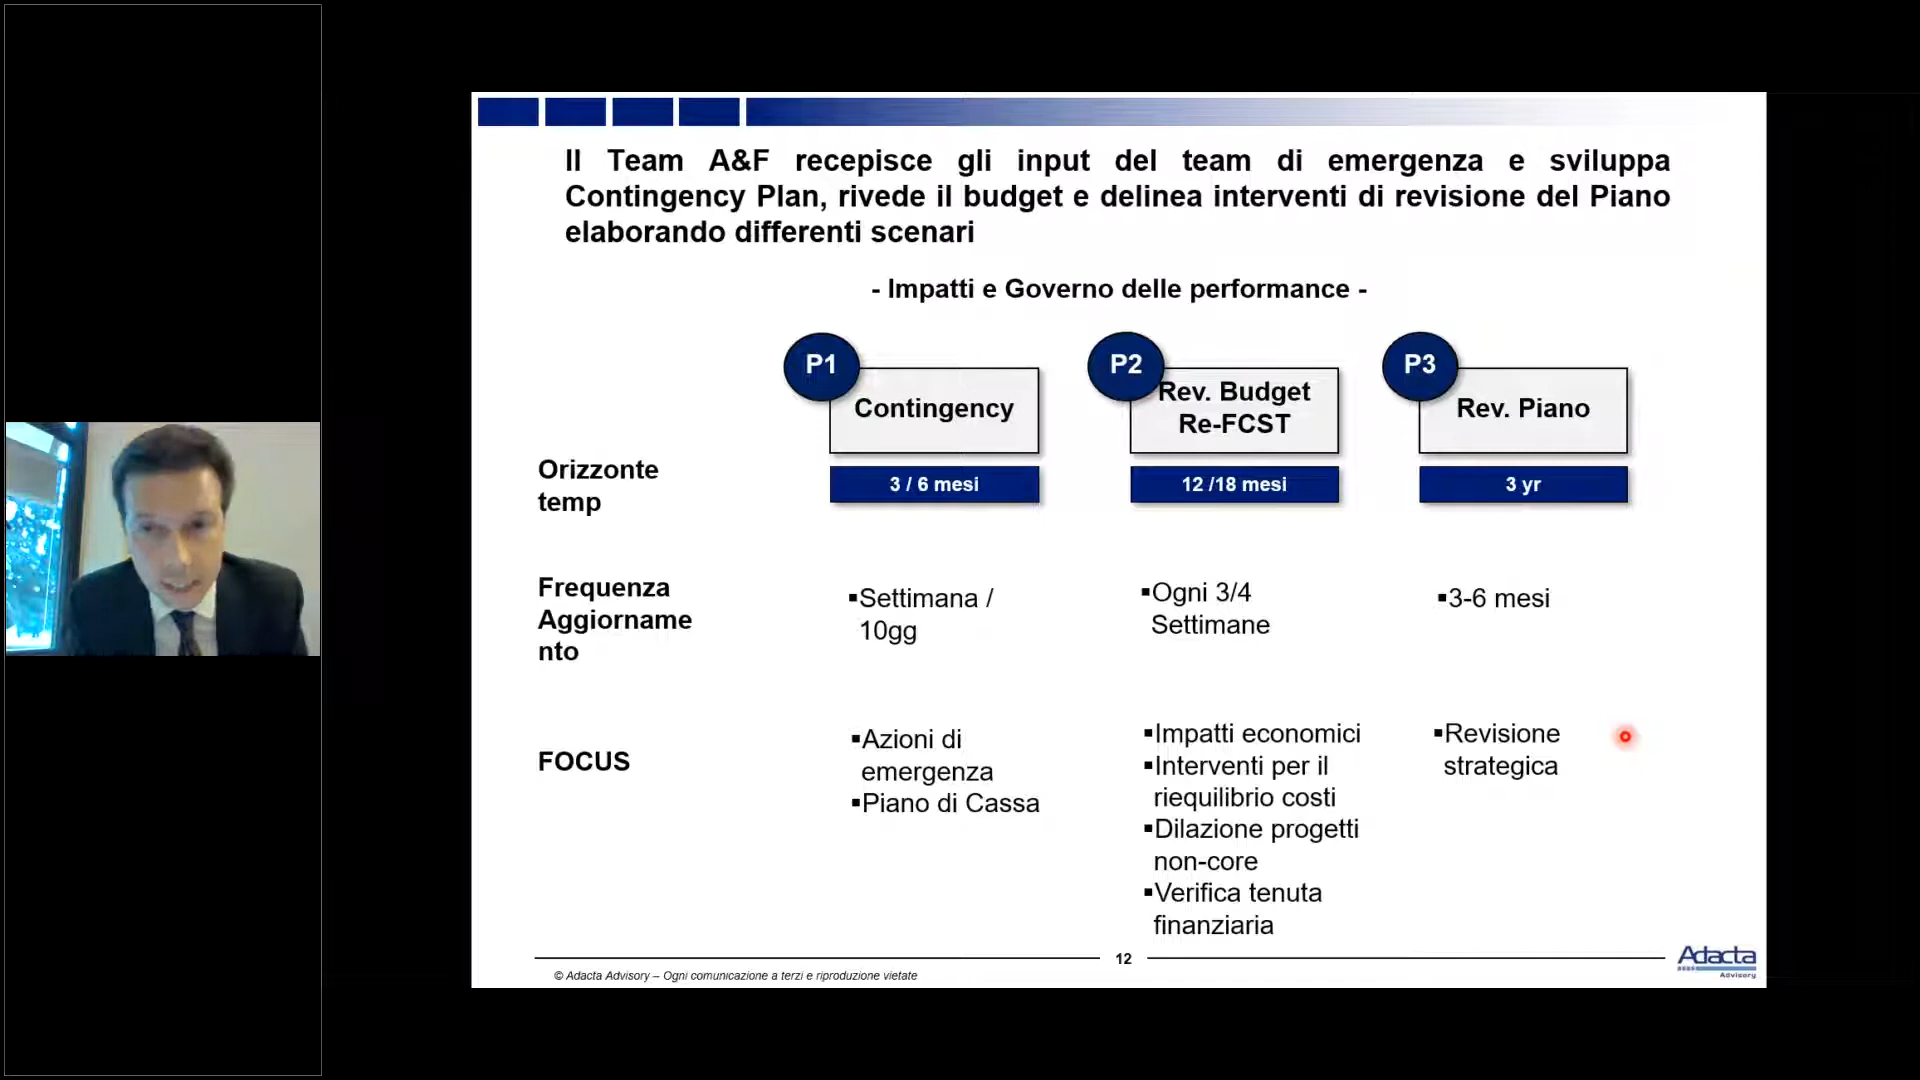 Il Team A&F recepisce gli input del team di emergenza e sviluppa
Contingency Plan, rivede il budget e delinea interventi di revisione del Piano
elaborando differenti scenari
- Impatti e Governo delle performance -
P1
Contingency
P2
Rev. Budget
Re-FCST
P3
Rev. Piano
Orizzonte
temp
3 / 6 mesi
12 /18 mesi
3 yr
Frequenza
Aggiorname
nto
▪Settimana /
10gg
▪Ogni 3/4
Settimane
▪3-6 mesi
FOCUS
▪Azioni di
emergenza
▪Piano di Cassa
▪Impatti economici
▪Interventi per il
riequilibrio costi
▪Dilazione progetti
non-core
▪Verifica tenuta
finanziaria
▪Revisione
strategica
12
© Adacta Advisory – Ogni comunicazione a terzi e riproduzione vietate
Adacta
Advisory